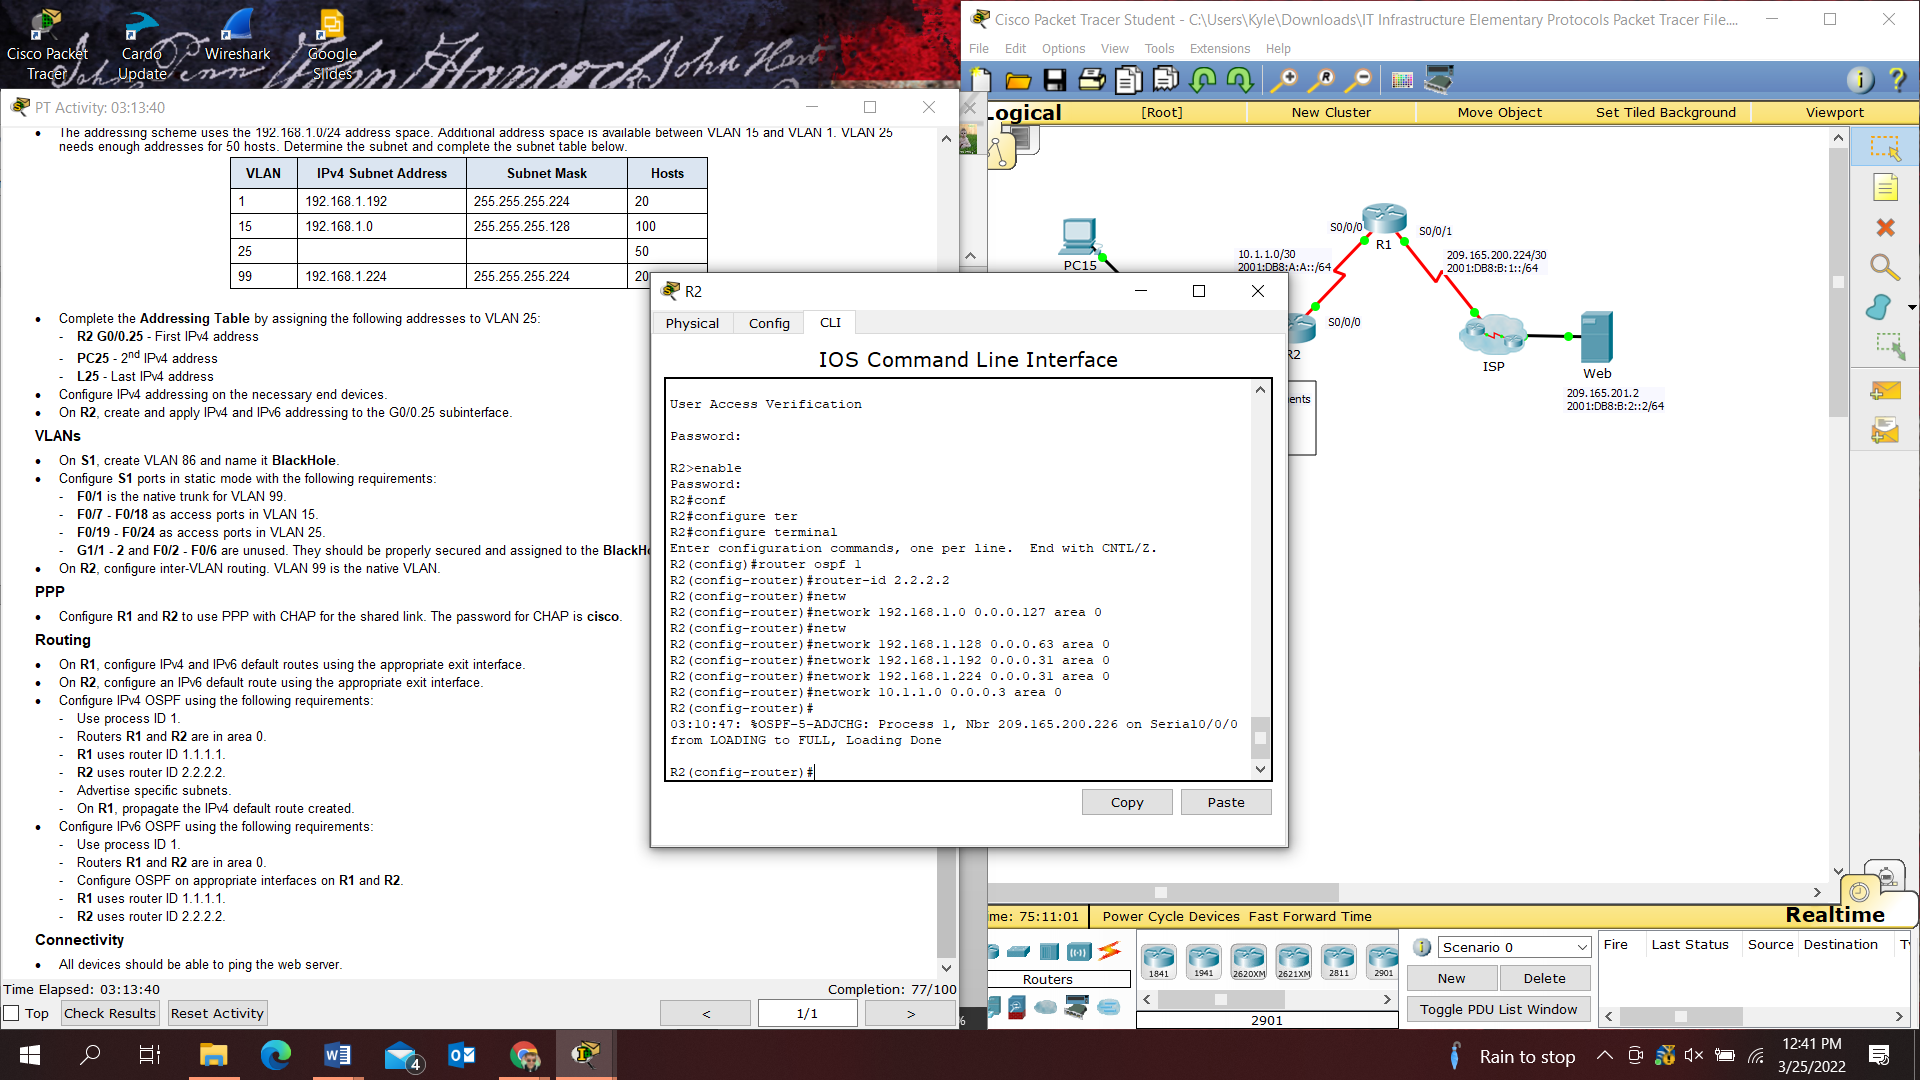 Cisco Packet Tracer
Cardo Update
Wireshark
Google Slides
PT Activity: 03:13:40
• The addressing scheme uses the 192.168.1.0/24 address space. Additional address space is available between VLAN 15 and VLAN 1. VLAN 25
needs enough addresses for 50 hosts. Determine the subnet and complete the subnet table below.
VLAN IPv4 Subnet Address Subnet Mask Hosts
1 192.168.1.192 255.255.255.224 20
15 192.168.1.0 255.255.255.128 100
25 50
99 192.168.1.224 255.255.255.224 20
• Complete the Addressing Table by assigning the following addresses to VLAN 25:
- R2 G0/0.25 - First IPv4 address
- PC25 - 2nd IPv4 address
- L25 - Last IPv4 address
• Configure IPv4 addressing on the necessary end devices.
• On R2, create and apply IPv4 and IPv6 addressing to the G0/0.25 subinterface.
VLANs
• On S1, create VLAN 86 and name it BlackHole.
• Configure S1 ports in static mode with the following requirements:
- F0/1 is the native trunk for VLAN 99.
- F0/7 - F0/18 as access ports in VLAN 15.
- F0/19 - F0/24 as access ports in VLAN 25.
- G1/1 - 2 and F0/2 - F0/6 are unused. They should be properly secured and assigned to the BlackHo
• On R2, configure inter-VLAN routing. VLAN 99 is the native VLAN.
PPP
• Configure R1 and R2 to use PPP with CHAP for the shared link. The password for CHAP is cisco.
Routing
• On R1, configure IPv4 and IPv6 default routes using the appropriate exit interface.
• On R2, configure an IPv6 default route using the appropriate exit interface.
• Configure IPv4 OSPF using the following requirements:
- Use process ID 1.
- Routers R1 and R2 are in area 0.
- R1 uses router ID 1.1.1.1.
- R2 uses router ID 2.2.2.2.
- Advertise specific subnets.
- On R1, propagate the IPv4 default route created.
• Configure IPv6 OSPF using the following requirements:
- Use process ID 1.
- Routers R1 and R2 are in area 0.
- Configure OSPF on appropriate interfaces on R1 and R2.
- R1 uses router ID 1.1.1.1.
- R2 uses router ID 2.2.2.2.
Connectivity
• All devices should be able to ping the web server.
Time Elapsed: 03:13:40 Completion: 77/100
Top Check Results Reset Activity < 1/1 >
Cisco Packet Tracer Student - C:\Users\Kyle\Downloads\IT Infrastructure Elementary Protocols Packet Tracer File....
File Edit Options View Tools Extensions Help
Logical [Root] New Cluster Move Object Set Tiled Background Viewport
PC15
S0/0/0
R1
S0/0/1
10.1.1.0/30
2001:DB8:A:A::/64
209.165.200.224/30
2001:DB8:B:1::/64
S0/0/0
R2
ISP
Web
209.165.201.2
2001:DB8:B:2::2/64
ents
R2
Physical Config CLI
IOS Command Line Interface
User Access Verification
Password:
R2>enable
Password:
R2#conf
R2#configure ter
R2#configure terminal
Enter configuration commands, one per line. End with CNTL/Z.
R2(config)#router ospf 1
R2(config-router)#router-id 2.2.2.2
R2(config-router)#netw
R2(config-router)#network 192.168.1.0 0.0.0.127 area 0
R2(config-router)#netw
R2(config-router)#network 192.168.1.128 0.0.0.63 area 0
R2(config-router)#network 192.168.1.192 0.0.0.31 area 0
R2(config-router)#network 192.168.1.224 0.0.0.31 area 0
R2(config-router)#network 10.1.1.0 0.0.0.3 area 0
R2(config-router)#
03:10:47: %OSPF-5-ADJCHG: Process 1, Nbr 209.165.200.226 on Serial0/0/0
from LOADING to FULL, Loading Done
R2(config-router)#
Copy Paste
me: 75:11:01 Power Cycle Devices Fast Forward Time
Realtime
Routers
1841 1941 2620XM 2621XM 2811 2901
2901
Scenario 0
New Delete
Toggle PDU List Window
Fire Last Status Source Destination
%
4
Rain to stop
12:41 PM
3/25/2022